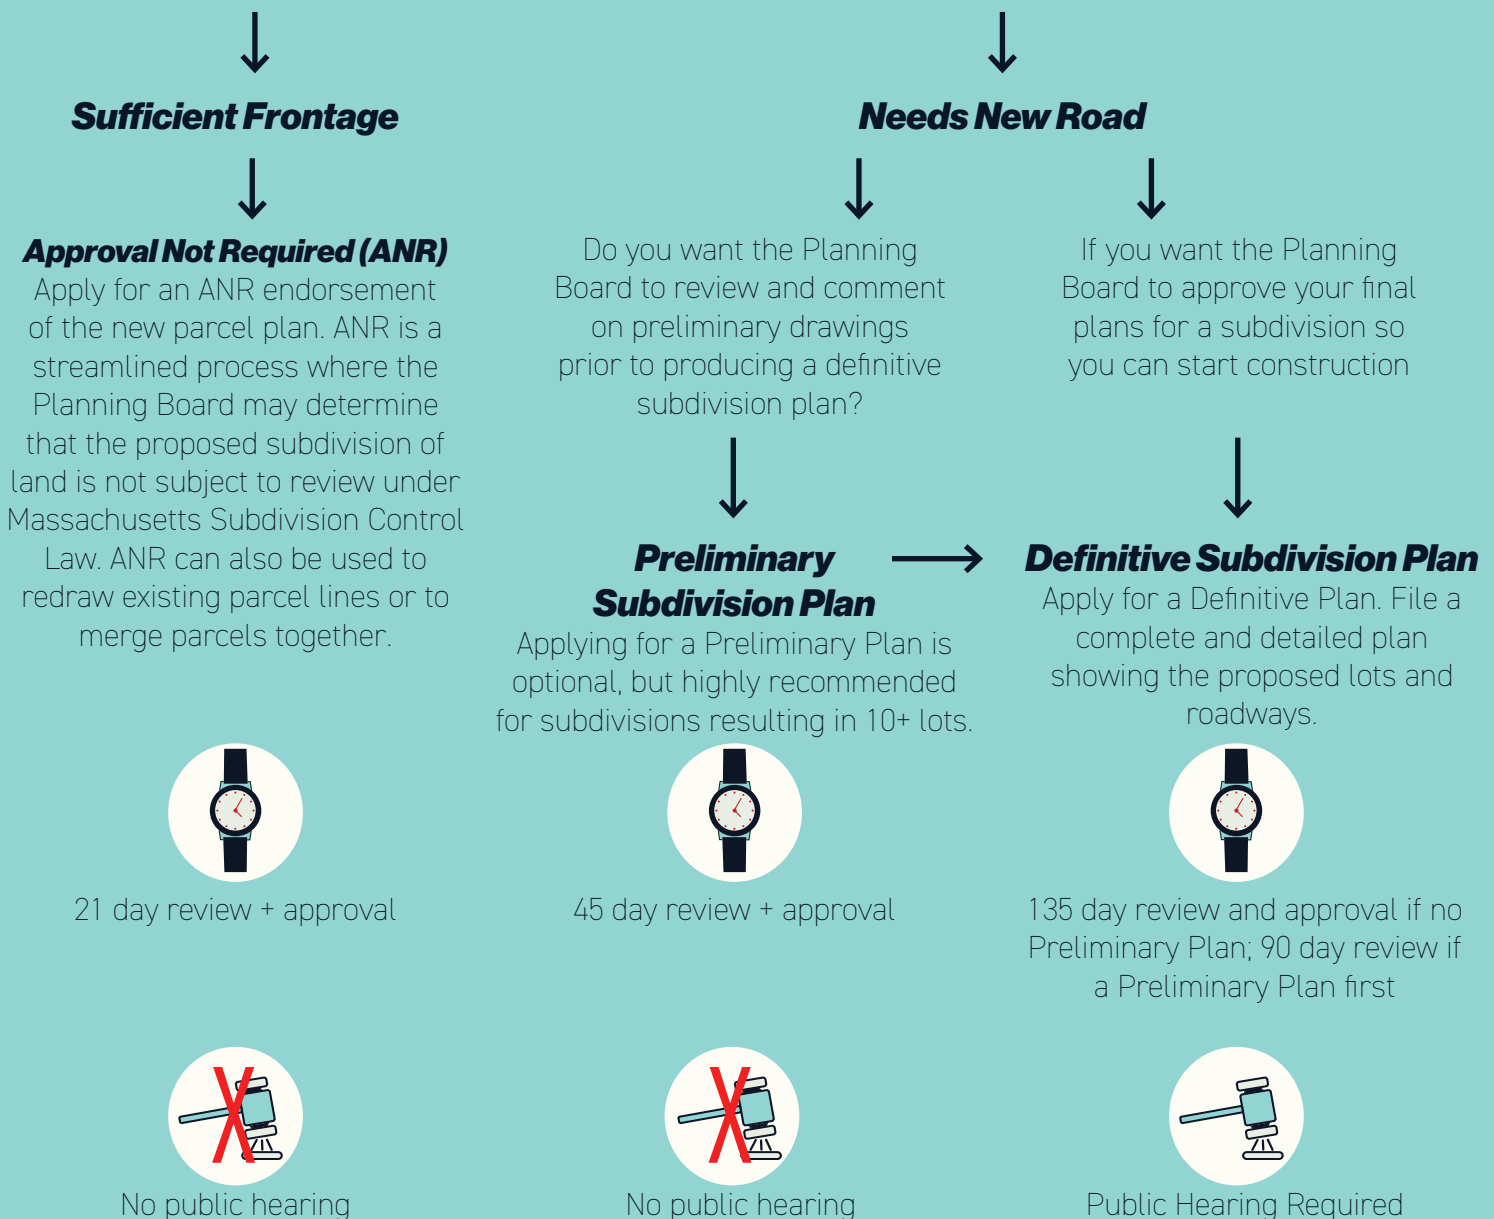 Sufficient Frontage
Needs New Road
Approval Not Required (ANR)
Apply for an ANR endorsement
of the new parcel plan. ANR is a
streamlined process where the
Planning Board may determine
that the proposed subdivision of
land is not subject to review under
Massachusetts Subdivision Control
Law. ANR can also be used to
redraw existing parcel lines or to
merge parcels together.
21 day review + approval
No public hearing
Do you want the Planning
Board to review and comment
on preliminary drawings
prior to producing a definitive
subdivision plan?
Preliminary
Subdivision Plan
Applying for a Preliminary Plan is
optional, but highly recommended
for subdivisions resulting in 10+ lots.
45 day review + approval
No public hearing
If you want the Planning
Board to approve your final
plans for a subdivision so
you can start construction
Definitive Subdivision Plan
Apply for a Definitive Plan. File a
complete and detailed plan
showing the proposed lots and
roadways.
135 day review and approval if no
Preliminary Plan; 90 day review if
a Preliminary Plan first
Public Hearing Required